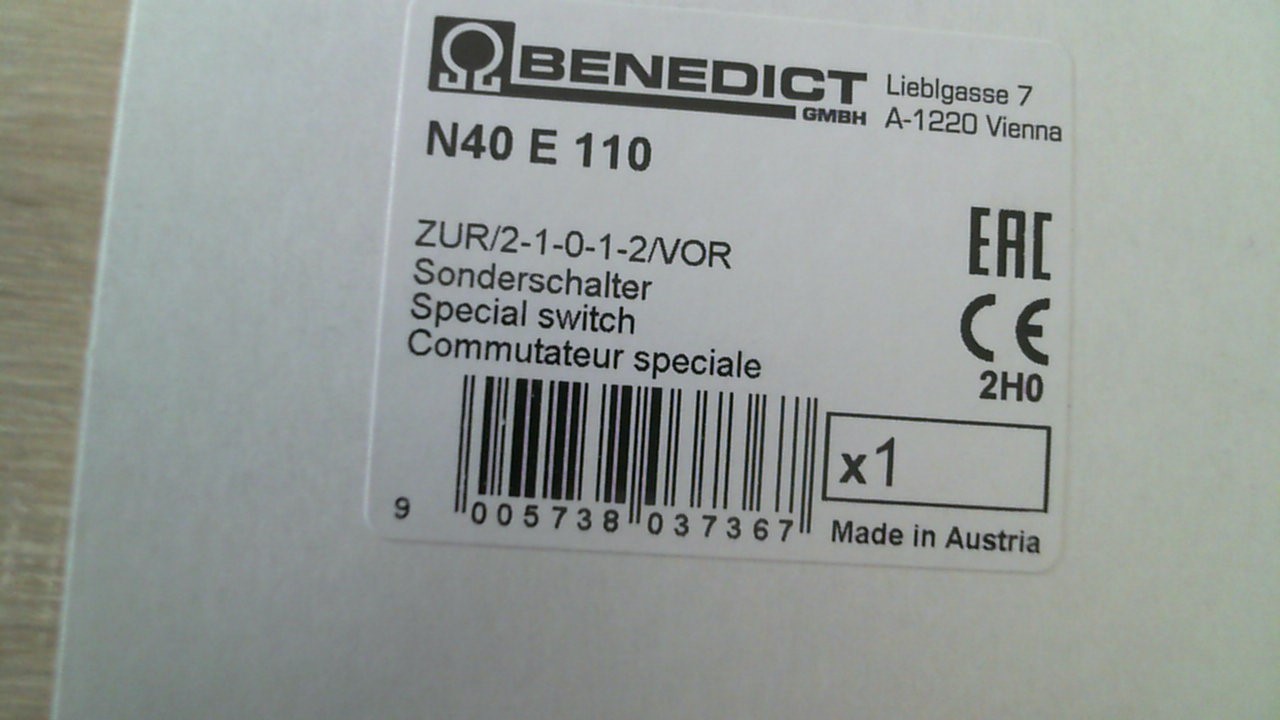 BENEDICT
GMBH
Lieblgasse 7
A-1220 Vienna
N40 E 110
EAC
ZUR/2-1-0-1-2/VOR
Sonderschalter
Special switch
Commutateur speciale
CE
2H0
x1
9 005738 037367
Made in Austria